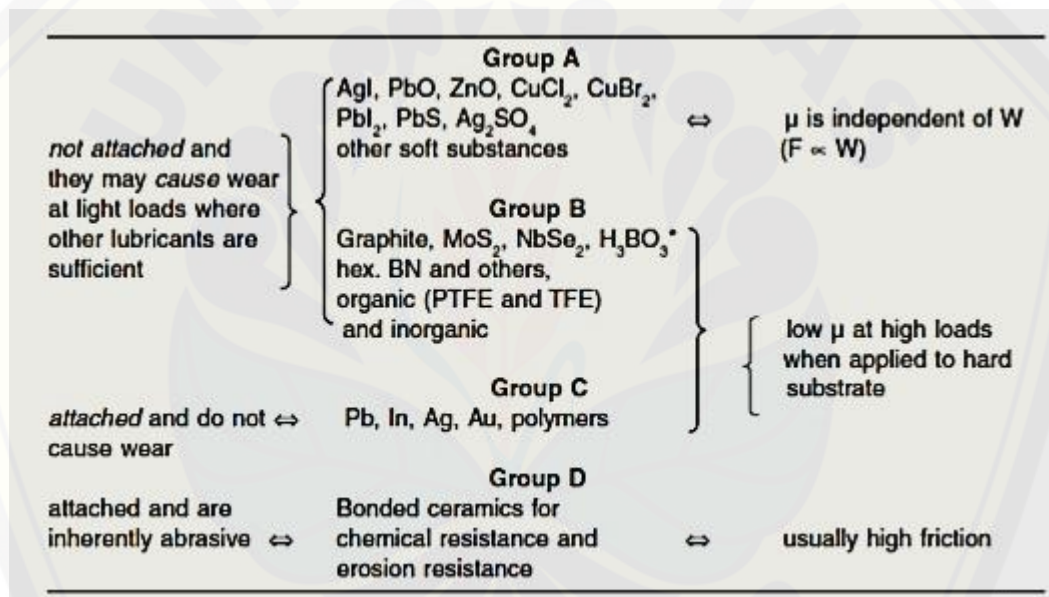 Group A
AgI, PbO, ZnO, CuCl₂, CuBr₂,
PbI₂, PbS, Ag₂SO₄ ⇔ μ is independent of W
other soft substances (F ∝ W)
not attached and
they may cause wear
at light loads where
other lubricants are
sufficient
Group B
Graphite, MoS₂, NbSe₂, H₃BO₃*
hex. BN and others,
organic (PTFE and TFE)
and inorganic
low μ at high loads
when applied to hard
substrate
Group C
attached and do not ⇔ Pb, In, Ag, Au, polymers
cause wear
Group D
attached and are Bonded ceramics for
inherently abrasive ⇔ chemical resistance and ⇔ usually high friction
erosion resistance